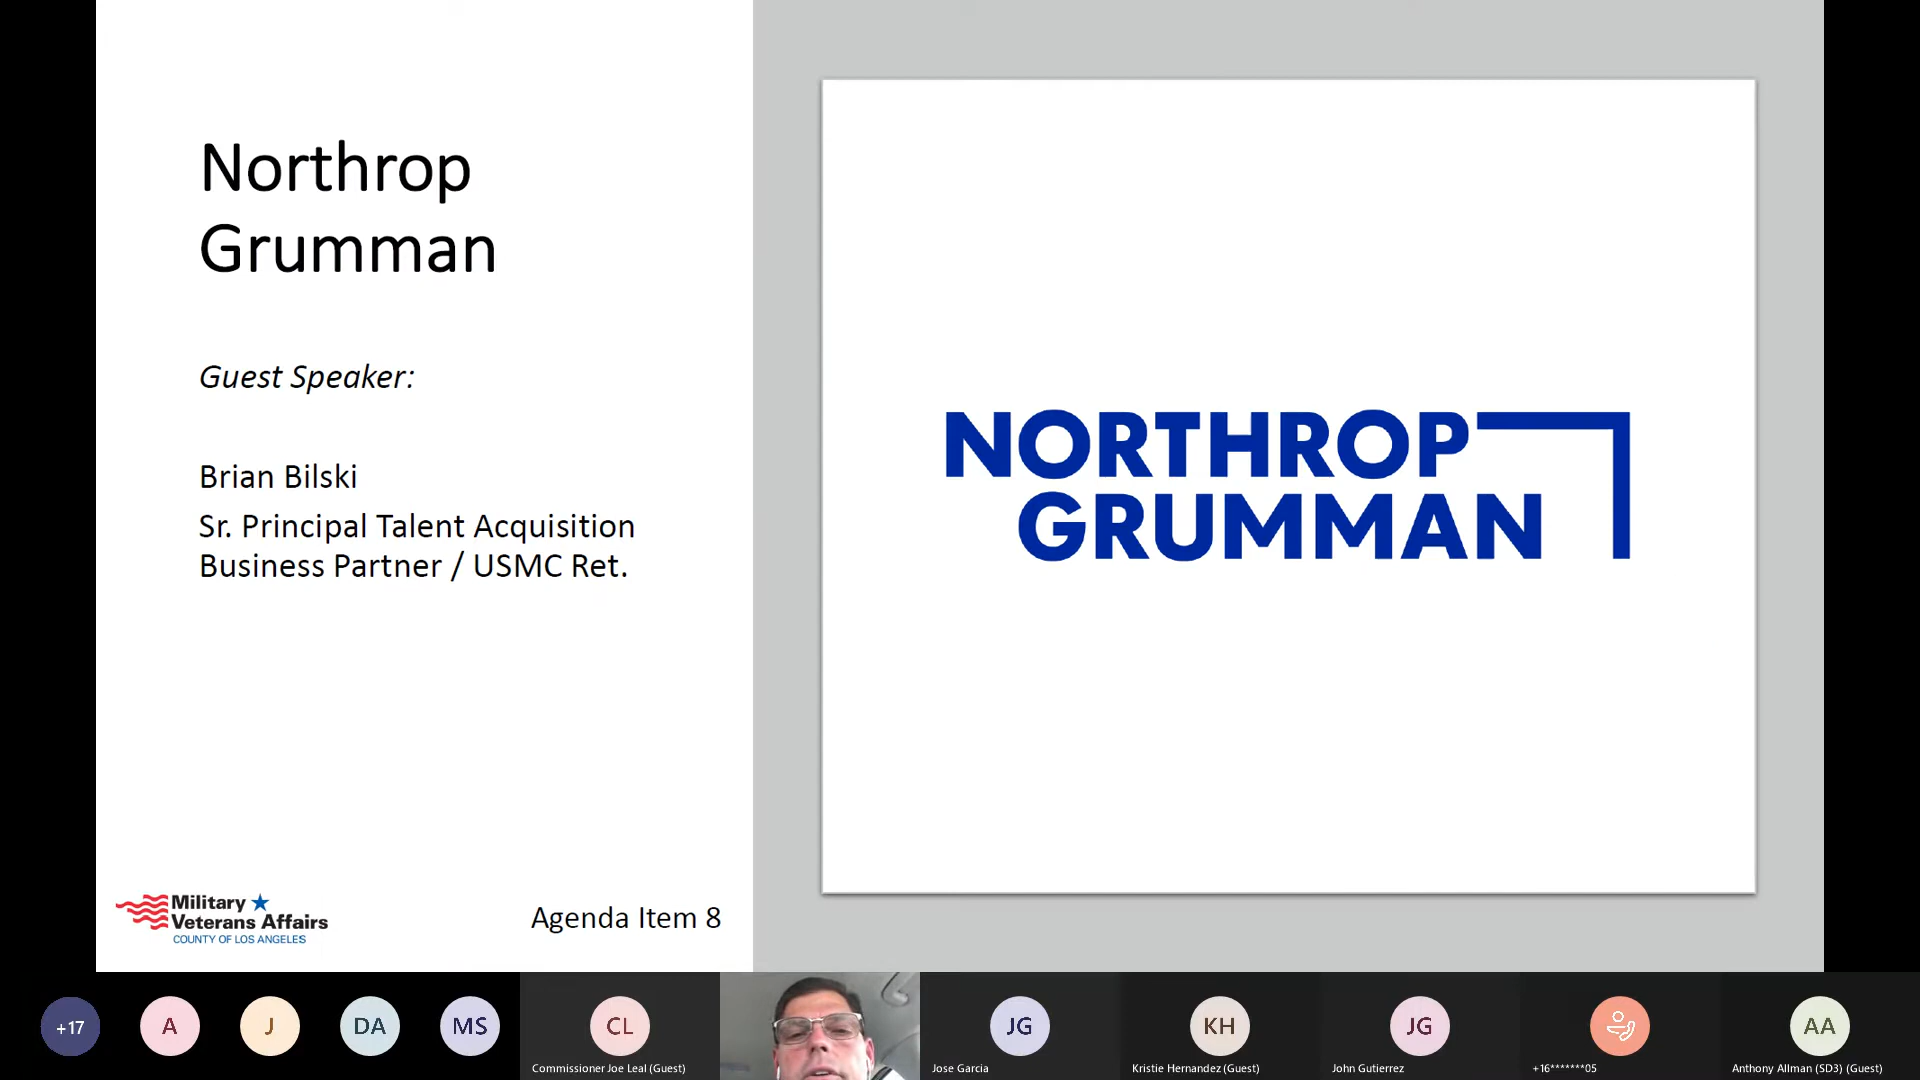 Northrop
Grumman
Guest Speaker:
Brian Bilski
Sr. Principal Talent Acquisition
Business Partner / USMC Ret.
Military
Veterans Affairs
COUNTY OF LOS ANGELES
Agenda Item 8
NORTHROP
GRUMMAN
+17
A
J
DA
MS
CL
Commissioner Joe Leal (Guest)
JG
Jose Garcia
KH
Kristie Hernandez (Guest)
JG
John Gutierrez
+16*******05
AA
Anthony Allman (SD3) (Guest)